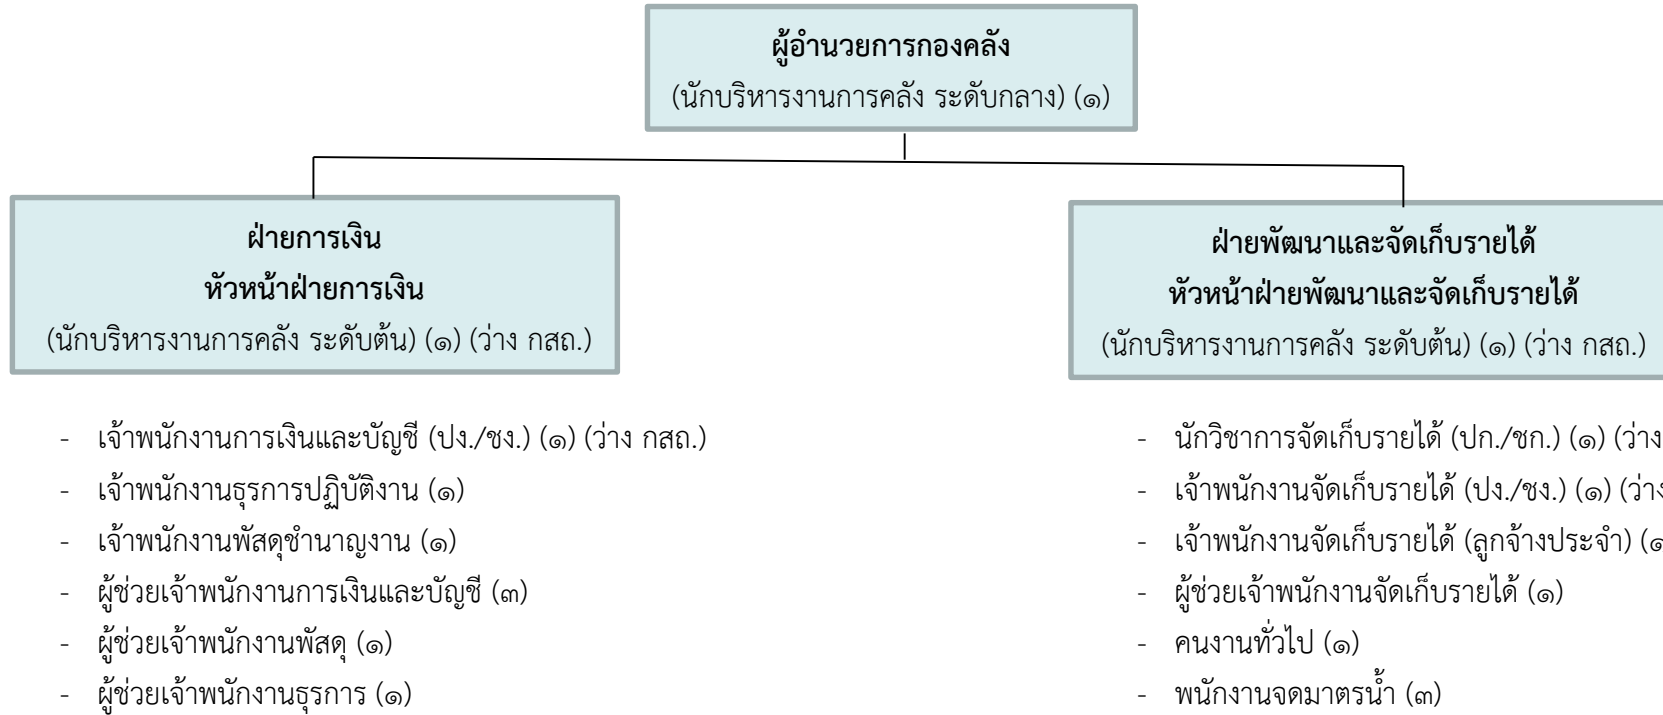 ผู้อำนวยการกองคลัง
(นักบริหารงานการคลัง ระดับกลาง) (๑)
ฝ่ายการเงิน
หัวหน้าฝ่ายการเงิน
(นักบริหารงานการคลัง ระดับต้น) (๑) (ว่าง กสถ.)
- เจ้าพนักงานการเงินและบัญชี (ปง./ชง.) (๑) (ว่าง กสถ.)
- เจ้าพนักงานธุรการปฏิบัติงาน (๑)
- เจ้าพนักงานพัสดุชำนาญงาน (๑)
- ผู้ช่วยเจ้าพนักงานการเงินและบัญชี (๓)
- ผู้ช่วยเจ้าพนักงานพัสดุ (๑)
- ผู้ช่วยเจ้าพนักงานธุรการ (๑)
ฝ่ายพัฒนาและจัดเก็บรายได้
หัวหน้าฝ่ายพัฒนาและจัดเก็บรายได้
(นักบริหารงานการคลัง ระดับต้น) (๑) (ว่าง กสถ.)
- นักวิชาการจัดเก็บรายได้ (ปก./ชก.) (๑) (ว่าง
- เจ้าพนักงานจัดเก็บรายได้ (ปง./ชง.) (๑) (ว่าง
- เจ้าพนักงานจัดเก็บรายได้ (ลูกจ้างประจำ) (๑
- ผู้ช่วยเจ้าพนักงานจัดเก็บรายได้ (๑)
- คนงานทั่วไป (๑)
- พนักงานจดมาตรน้ำ (๓)